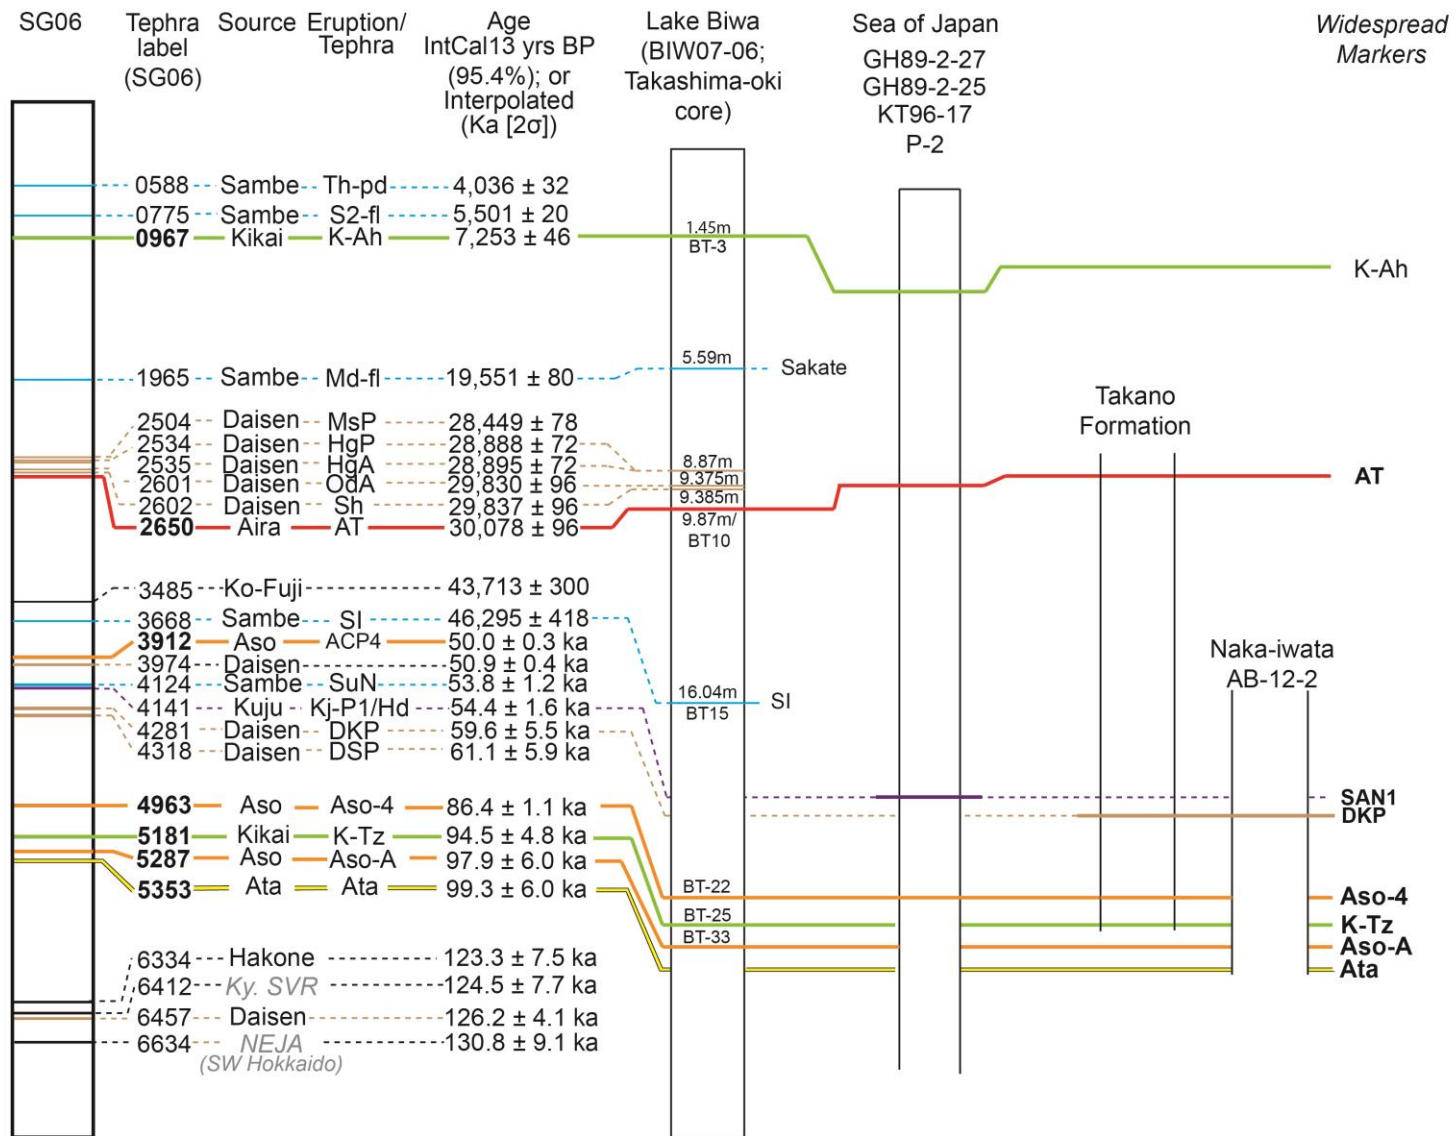 SG06
Tephra
label
(SG06)
Source
Eruption/
Tephra
Age
IntCal13 yrs BP
(95.4%); or
Interpolated
(Ka [2σ])
Lake Biwa
(BIW07-06;
Takashima-oki
core)
Sea of Japan
GH89-2-27
GH89-2-25
KT96-17
P-2
Widespread
Markers
0588 Sambe Th-pd 4,036 ± 32
0775 Sambe S2-fl 5,501 ± 20
0967 Kikai K-Ah 7,253 ± 46
1.45m
BT-3
K-Ah
1965 Sambe Md-fl 19,551 ± 80
5.59m
Sakate
Takano
Formation
2504 Daisen MsP 28,449 ± 78
2534 Daisen HgP 28,888 ± 72
2535 Daisen HgA 28,895 ± 72
2601 Daisen OdA 29,830 ± 96
2602 Daisen Sh 29,837 ± 96
2650 Aira AT 30,078 ± 96
8.87m
9.375m
9.385m
9.87m/
BT10
AT
3485 Ko-Fuji 43,713 ± 300
3668 Sambe SI 46,295 ± 418
3912 Aso ACP4 50.0 ± 0.3 ka
3974 Daisen 50.9 ± 0.4 ka
4124 Sambe SuN 53.8 ± 1.2 ka
4141 Kuju Kj-P1/Hd 54.4 ± 1.6 ka
4281 Daisen DKP 59.6 ± 5.5 ka
4318 Daisen DSP 61.1 ± 5.9 ka
16.04m
BT15
SI
Naka-iwata
AB-12-2
SAN1
DKP
4963 Aso Aso-4 86.4 ± 1.1 ka
5181 Kikai K-Tz 94.5 ± 4.8 ka
5287 Aso Aso-A 97.9 ± 6.0 ka
5353 Ata Ata 99.3 ± 6.0 ka
BT-22
BT-25
BT-33
Aso-4
K-Tz
Aso-A
Ata
6334 Hakone 123.3 ± 7.5 ka
6412 Ky. SVR 124.5 ± 7.7 ka
6457 Daisen 126.2 ± 4.1 ka
6634 NEJA 130.8 ± 9.1 ka
(SW Hokkaido)